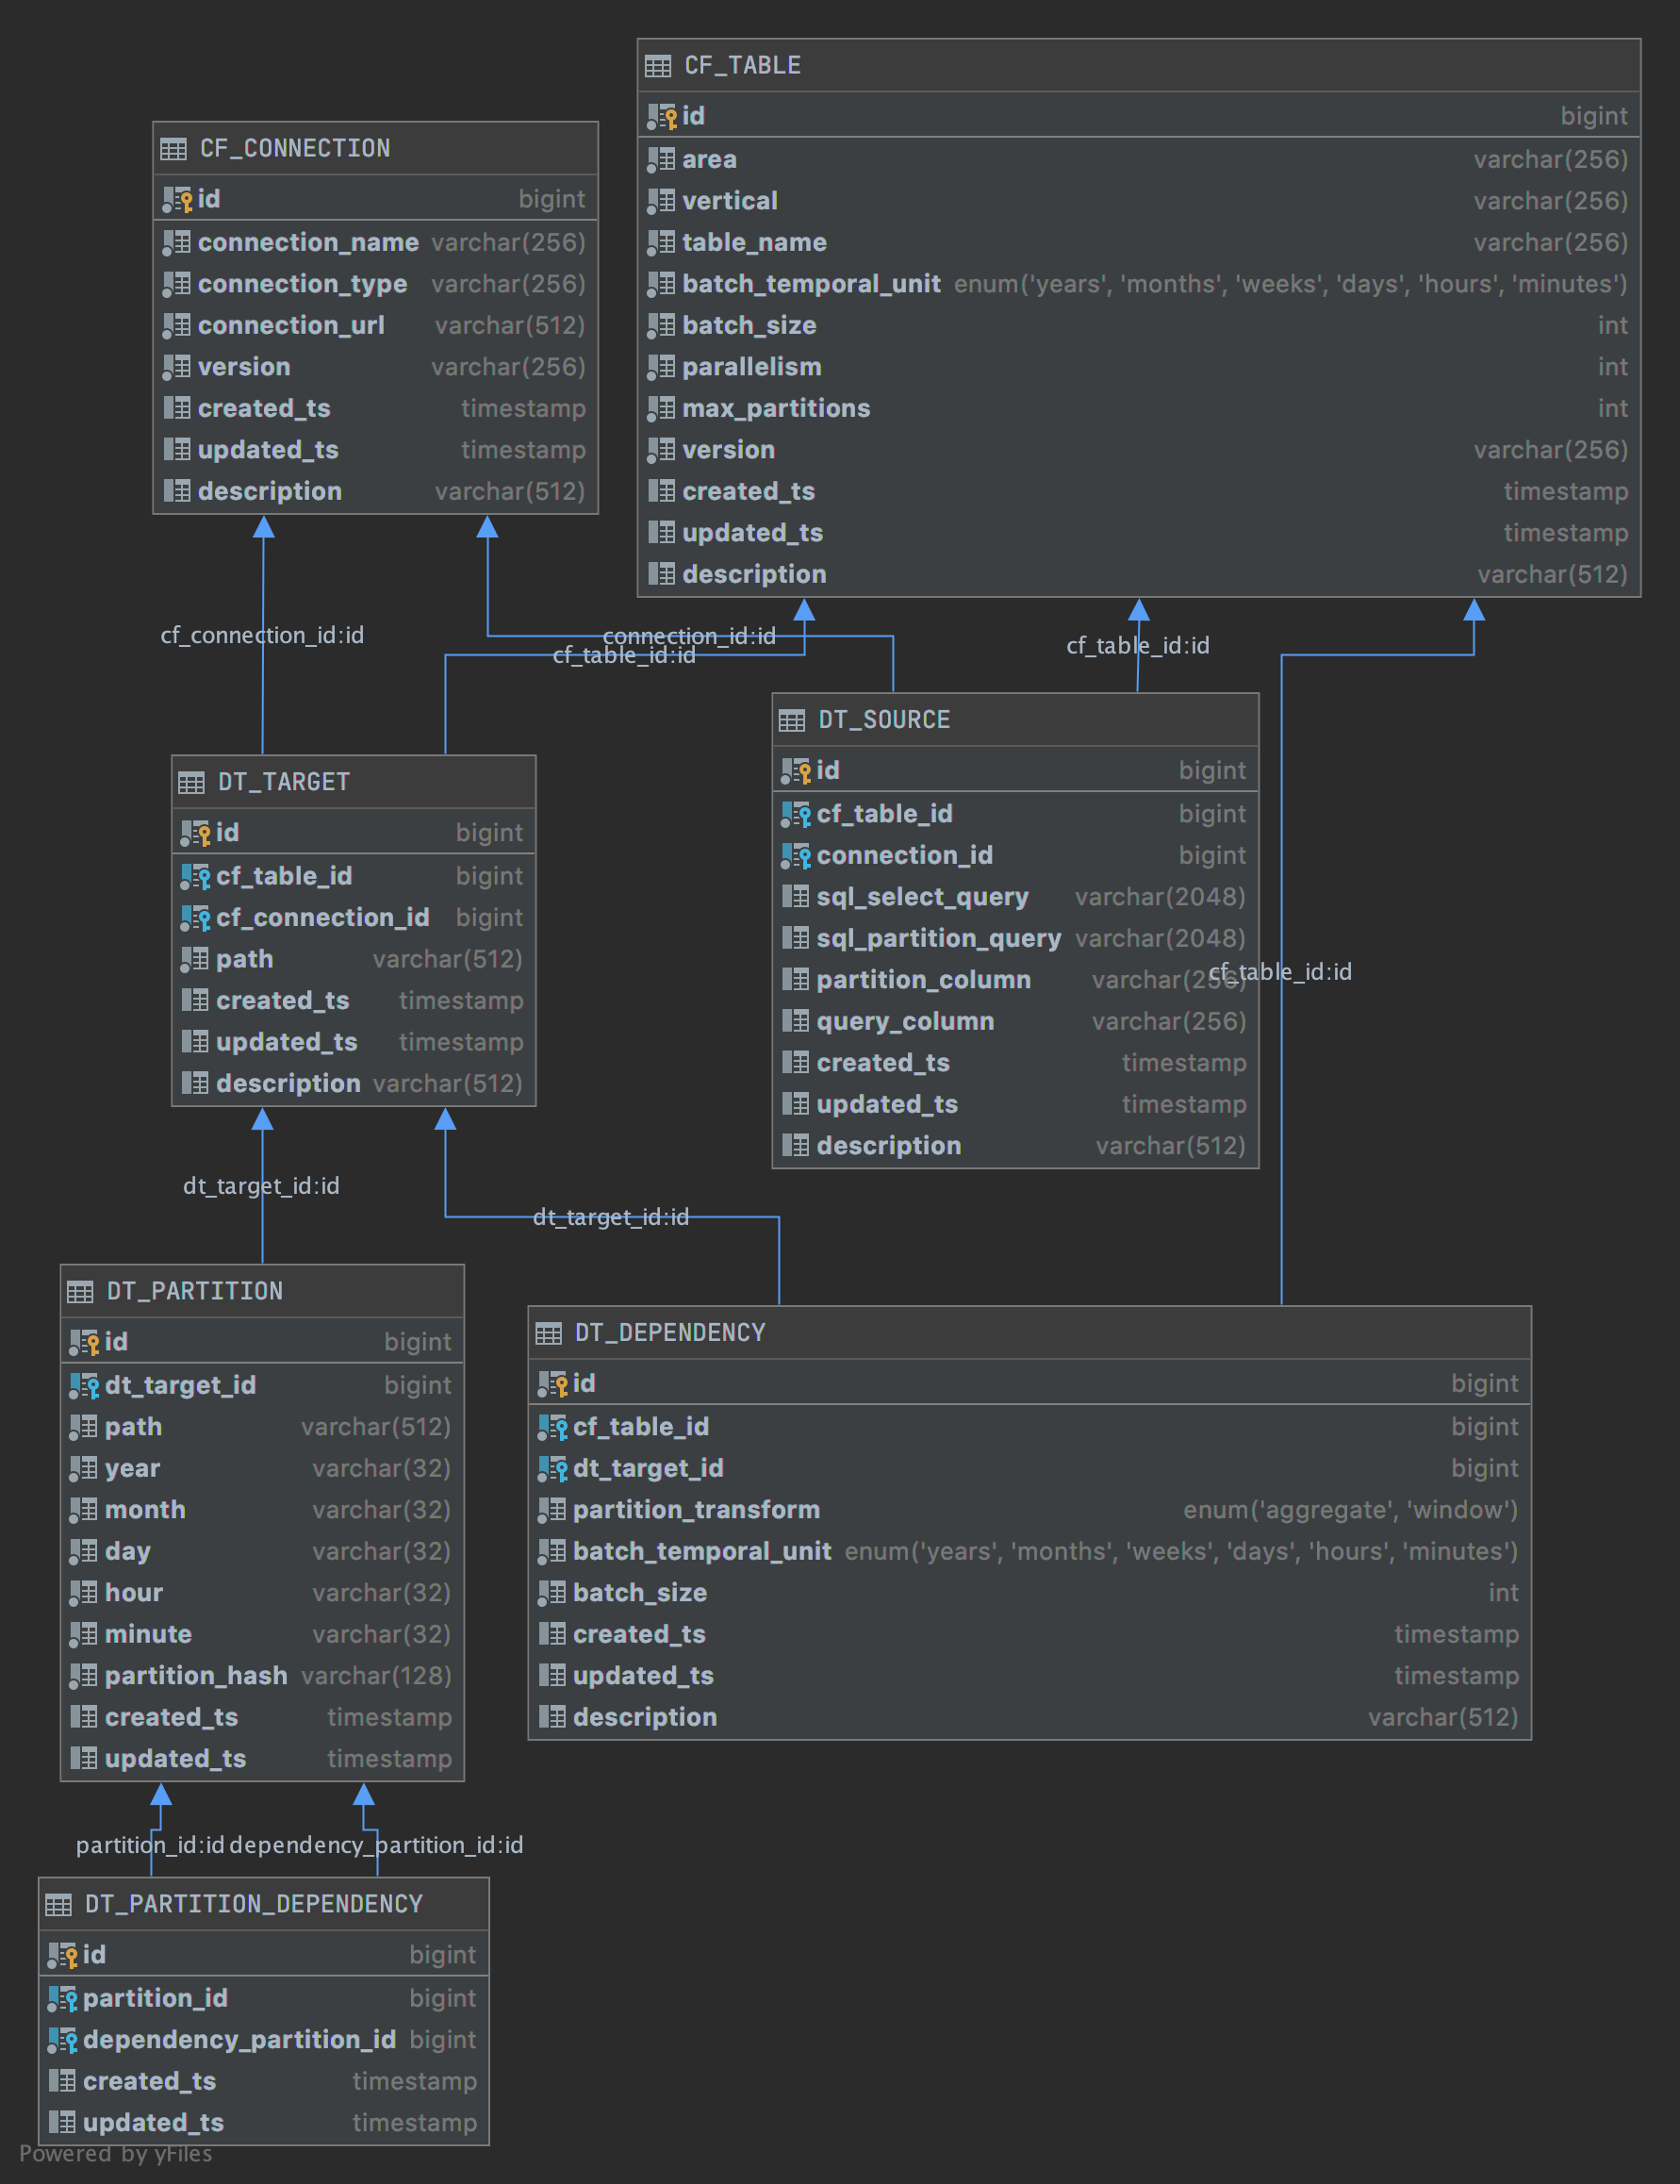 CF_TABLE
id bigint
area varchar(256)
vertical varchar(256)
table_name varchar(256)
batch_temporal_unit enum('years', 'months', 'weeks', 'days', 'hours', 'minutes')
batch_size int
parallelism int
max_partitions int
version varchar(256)
created_ts timestamp
updated_ts timestamp
description varchar(512)
CF_CONNECTION
id bigint
connection_name varchar(256)
connection_type varchar(256)
connection_url varchar(512)
version varchar(256)
created_ts timestamp
updated_ts timestamp
description varchar(512)
cf_connection_id:id
connection_id:id
cf_table_id:id
cf_table_id:id
DT_SOURCE
id bigint
cf_table_id bigint
connection_id bigint
sql_select_query varchar(2048)
sql_partition_query varchar(2048)
partition_column varchar(256)
query_column varchar(256)
created_ts timestamp
updated_ts timestamp
description varchar(512)
cf_table_id:id
DT_TARGET
id bigint
cf_table_id bigint
cf_connection_id bigint
path varchar(512)
created_ts timestamp
updated_ts timestamp
description varchar(512)
dt_target_id:id
dt_target_id:id
DT_PARTITION
id bigint
dt_target_id bigint
path varchar(512)
year varchar(32)
month varchar(32)
day varchar(32)
hour varchar(32)
minute varchar(32)
partition_hash varchar(128)
created_ts timestamp
updated_ts timestamp
DT_DEPENDENCY
id bigint
cf_table_id bigint
dt_target_id bigint
partition_transform enum('aggregate', 'window')
batch_temporal_unit enum('years', 'months', 'weeks', 'days', 'hours', 'minutes')
batch_size int
created_ts timestamp
updated_ts timestamp
description varchar(512)
partition_id:id
dependency_partition_id:id
DT_PARTITION_DEPENDENCY
id bigint
partition_id bigint
dependency_partition_id bigint
created_ts timestamp
updated_ts timestamp
Powered by yFiles